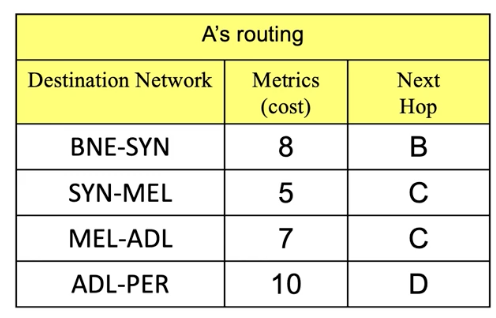 A's routing
Destination Network Metrics (cost) Next Hop
BNE-SYN 8 B
SYN-MEL 5 C
MEL-ADL 7 C
ADL-PER 10 D